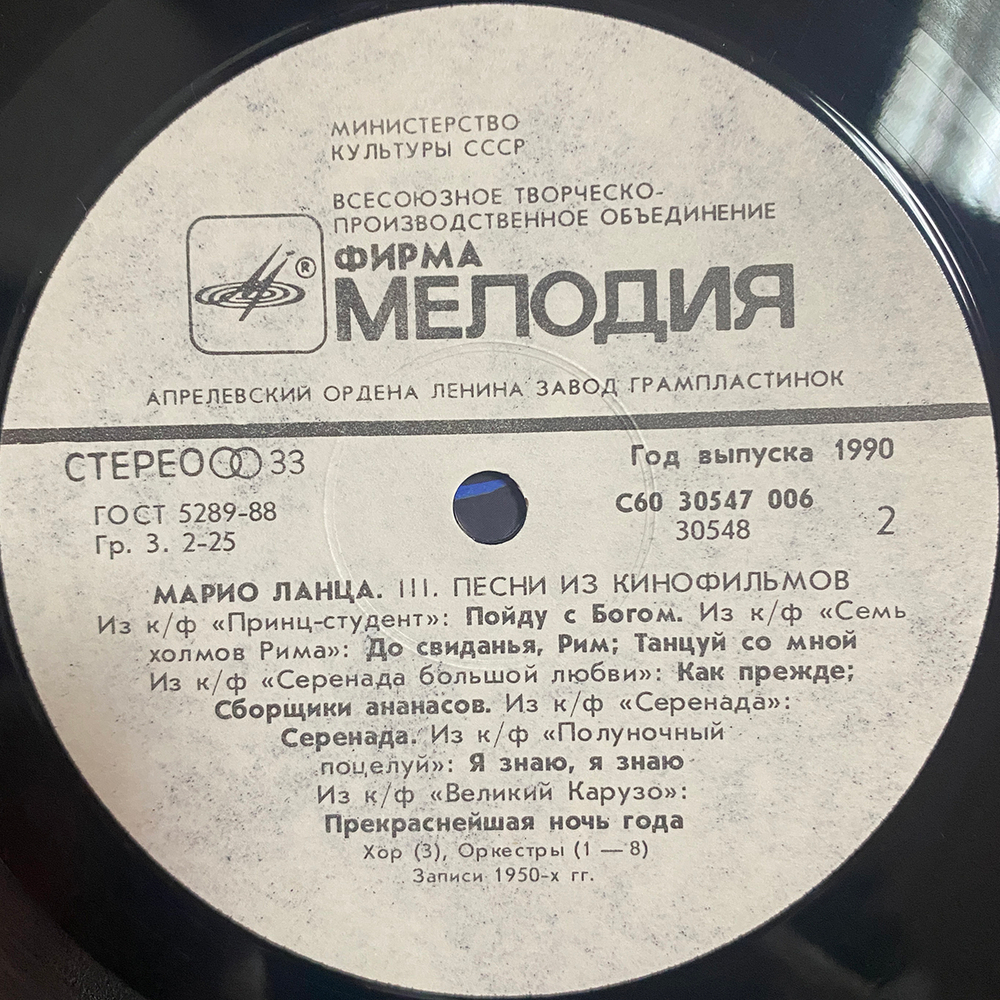 МИНИСТЕРСТВО
КУЛЬТУРЫ СССР
ВСЕСОЮЗНОЕ ТВОРЧЕСКО-
ПРОИЗВОДСТВЕННОЕ ОБЪЕДИНЕНИЕ
ФИРМА
®
МЕЛОДИЯ
АПРЕЛЕВСКИЙ ОРДЕНА ЛЕНИНА ЗАВОД ГРАМПЛАСТИНОК
СТЕРЕО 33
Год выпуска 1990
ГОСТ 5289-88
С60 30547 006
Гр. 3. 2-25
30548
2
МАРИО ЛАНЦА. III. ПЕСНИ ИЗ КИНОФИЛЬМОВ
Из к/ф «Принц-студент»: Пойду с Богом. Из к/ф «Семь
холмов Рима»: До свиданья, Рим; Танцуй со мной
Из к/ф «Серенада большой любви»: Как прежде;
Сборщики ананасов. Из к/ф «Серенада»:
Серенада. Из к/ф «Полуночный
поцелуй»: Я знаю, я знаю
Из к/ф «Великий Карузо»:
Прекраснейшая ночь года
Хор (3), Оркестры (1 — 8)
Записи 1950-х гг.